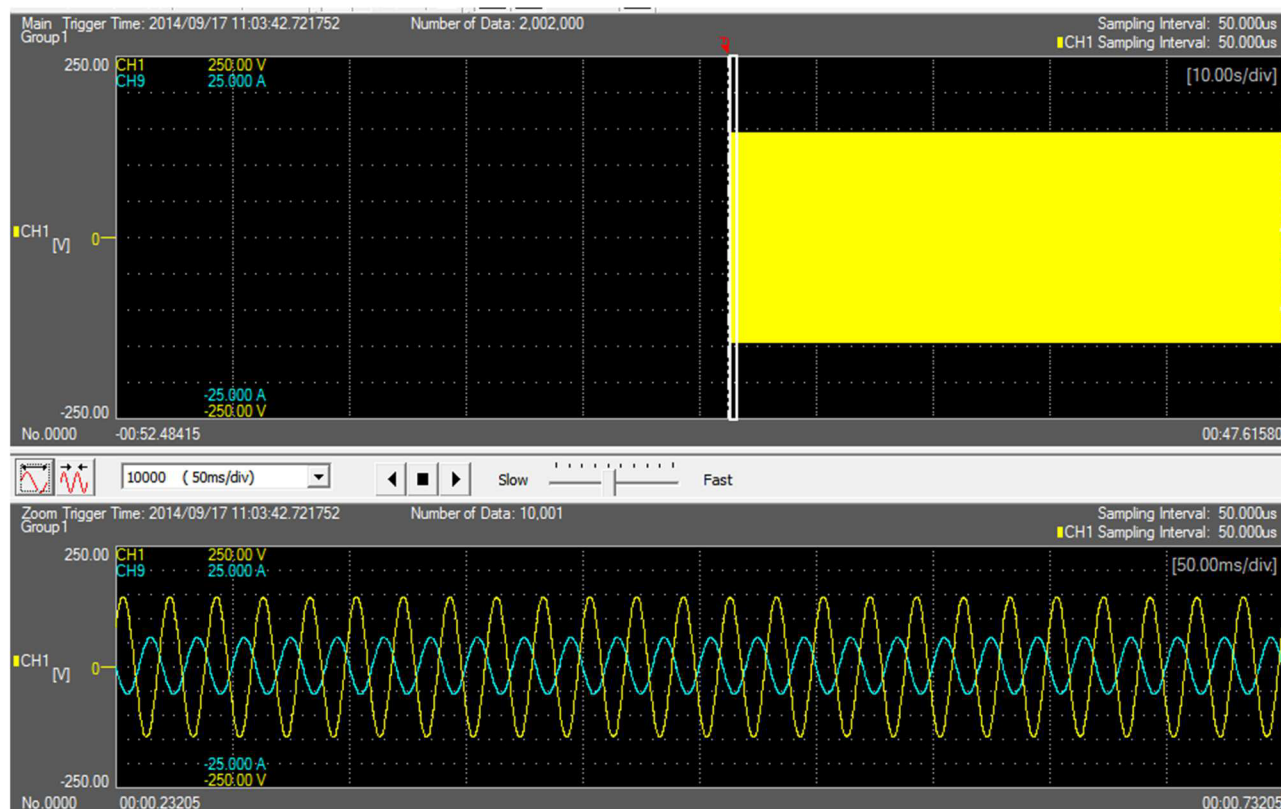 Main Trigger Time: 2014/09/17 11:03:42.721752 Number of Data: 2,002,000 Sampling Interval: 50.000us
Group1 CH1 Sampling Interval: 50.000us
250.00 CH1 250.00 V [10.00s/div]
CH9 25.000 A
CH1 [V] 0
-25.000 A
-250.00 -250.00 V
No.0000 -00:52.48415 00:47.61580
10000 ( 50ms/div) Slow Fast
Zoom Trigger Time: 2014/09/17 11:03:42.721752 Number of Data: 10,001 Sampling Interval: 50.000us
Group1 CH1 Sampling Interval: 50.000us
250.00 CH1 250.00 V [50.00ms/div]
CH9 25.000 A
CH1 [V] 0
-25.000 A
-250.00 -250.00 V
No.0000 00:00.23205 00:00.73205